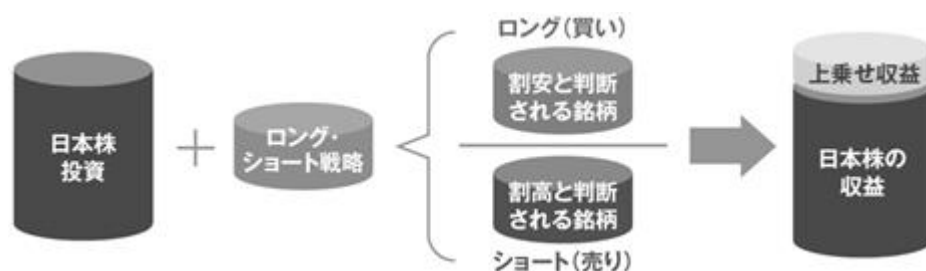 日本株
投資
ロング・
ショート戦略
ロング(買い)
割安と判断
される銘柄
割高と判断
される銘柄
ショート(売り)
上乗せ収益
日本株の
収益